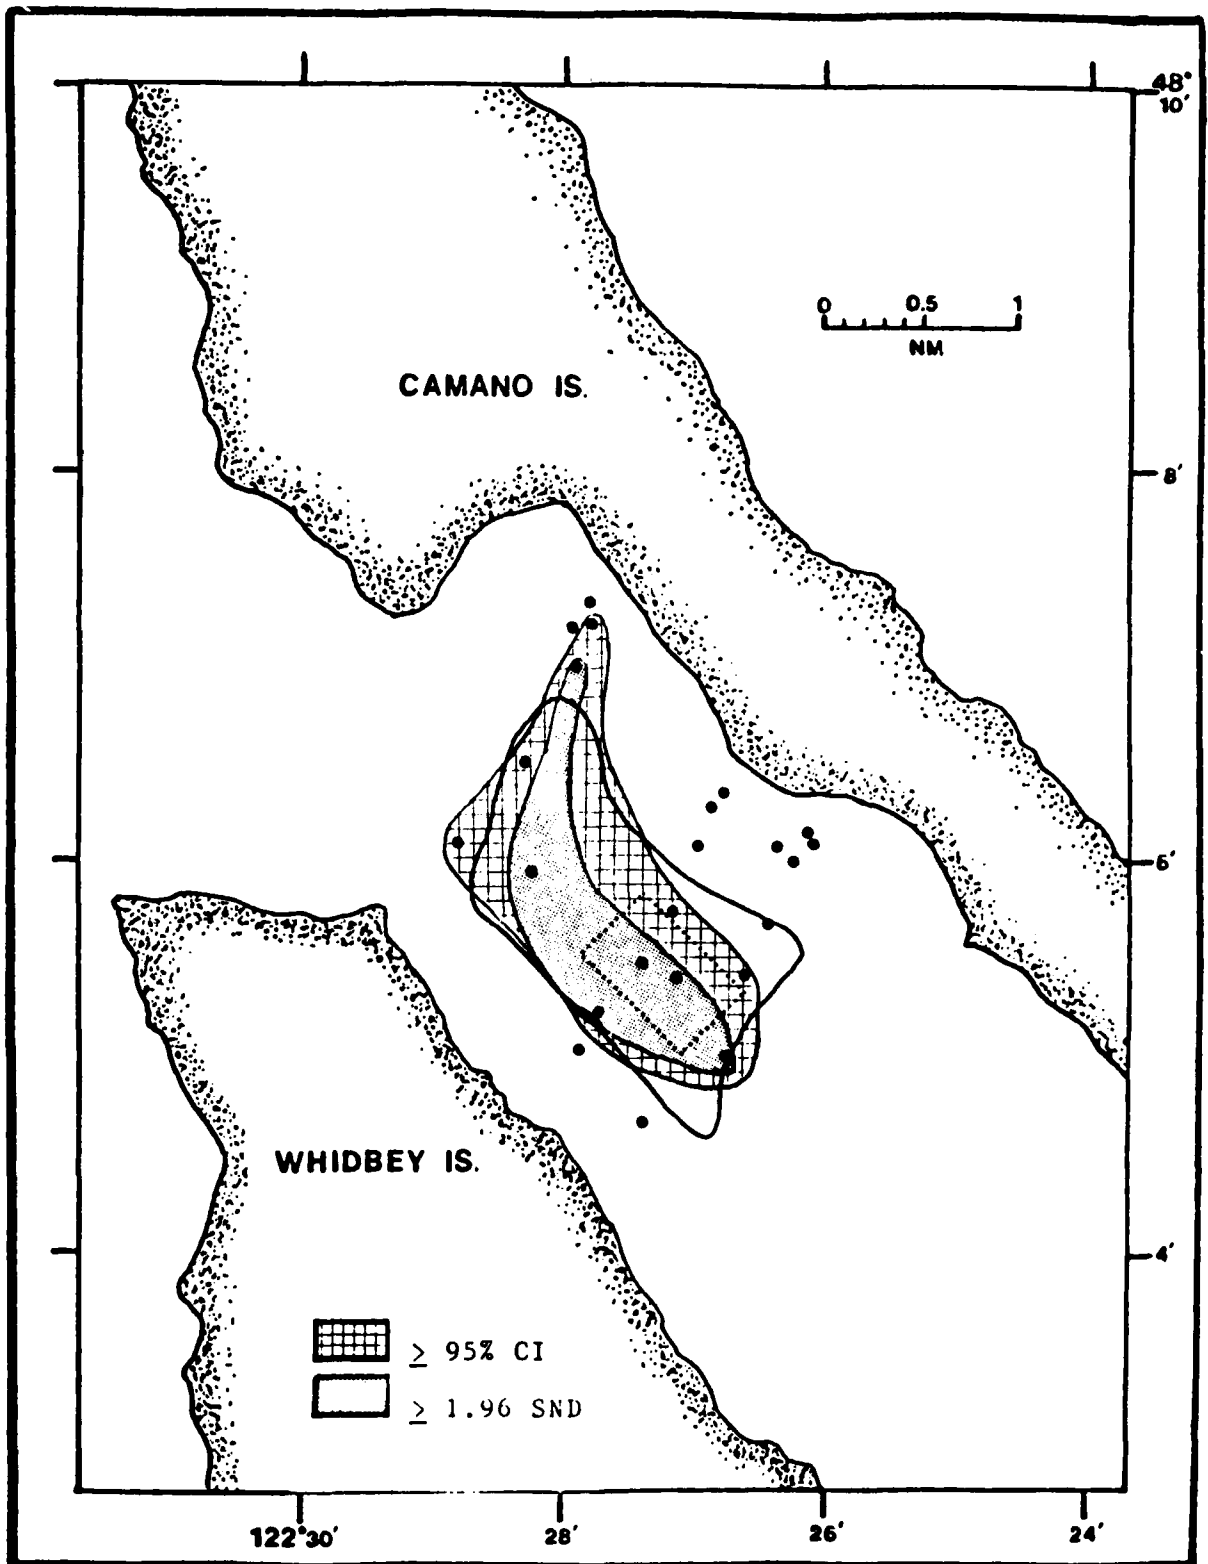 48°
10'
0 0.5 1
NM
CAMANO IS.
8'
6'
WHIDBEY IS.
4'
≥ 95% CI
≥ 1.96 SND
122°30' 28' 26' 24'